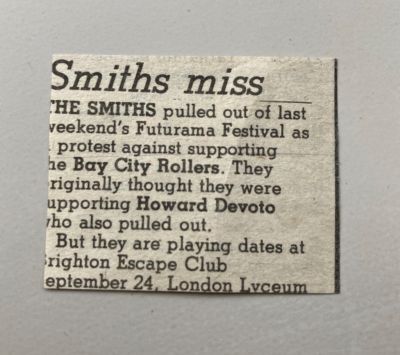 Smiths miss
THE SMITHS pulled out of last
weekend's Futurama Festival as
protest against supporting
he Bay City Rollers. They
riginally thought they were
upporting Howard Devoto
ho also pulled out.
But they are playing dates at
righton Escape Club
eptember 24, London Lyceum